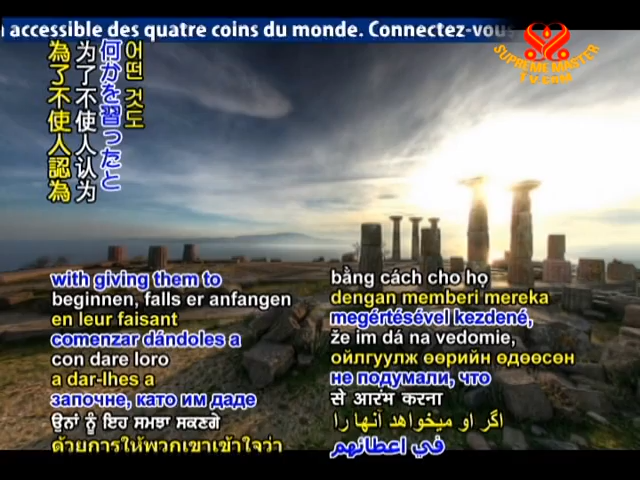 accessible des quatre coins du monde. Connectez-vous
SUPREME MASTER
TV.COM
어떤 것도
何かを習ったと
为了不使人认为
為了不使人認為
with giving them to
beginnen, falls er anfangen
en leur faisant
comenzar dándoles a
con dare loro
a dar-lhes a
започне, като им даде
ਉਨਾਂ ਨੂੰ ਇਹ ਸਮਝਾ ਸਕਣਗੇ
ด้วยการให้พวกเขาเข้าใจว่า
bằng cách cho họ
dengan memberi mereka
megértésével kezdené,
že im dá na vedomie,
ойлгуулж өөрийн өдөөсөн
не подумали, что
से आरंभ करना
اگر او میخواهد آنها را
في اعطائهم